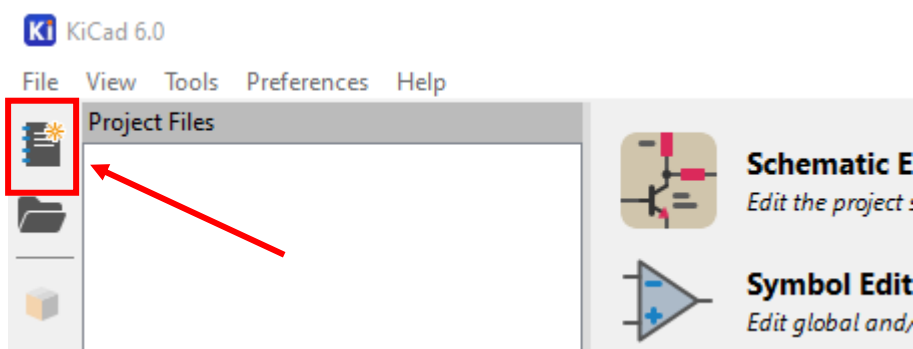 Ki KiCad 6.0
File View Tools Preferences Help
Project Files
Schematic E
Edit the project s
Symbol Edit
Edit global and/